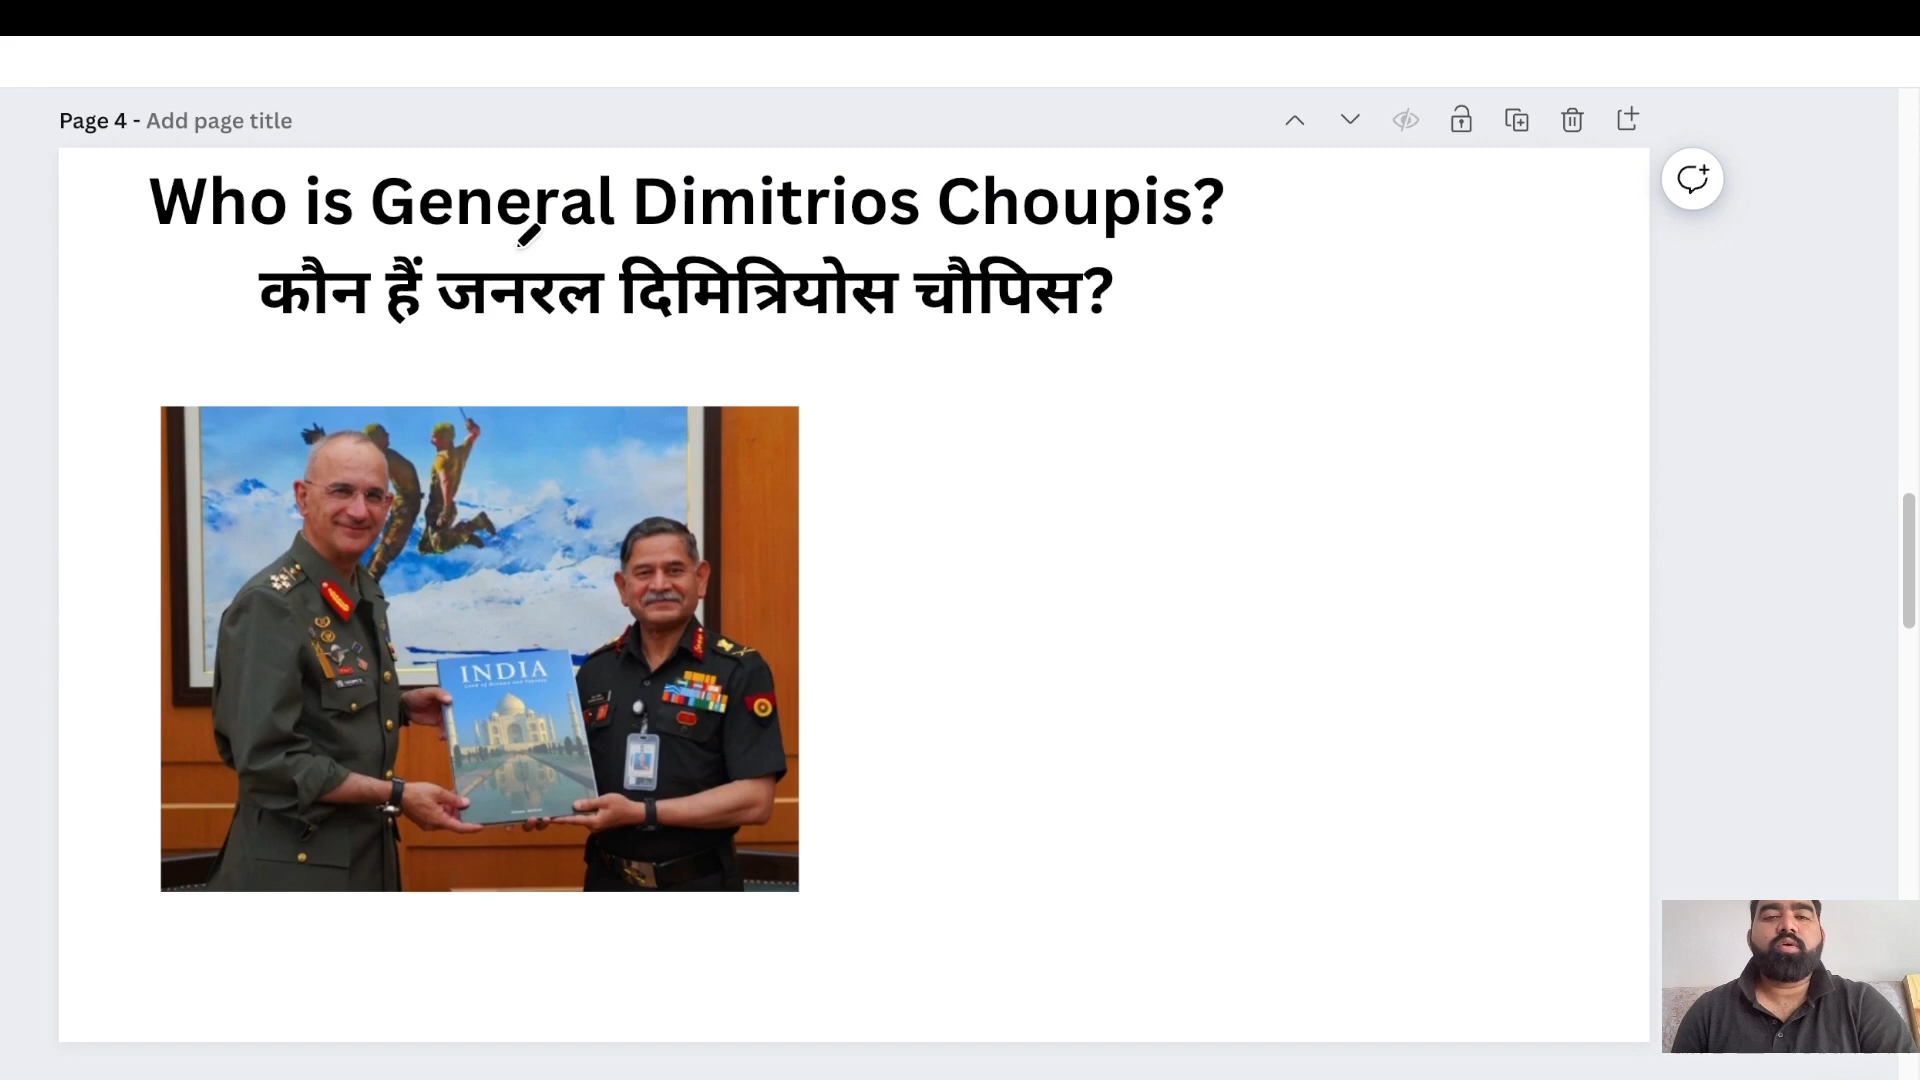 Page 4 - Add page title
Who is General Dimitrios Choupis?
कौन हैं जनरल दिमित्रियोस चौपिस?
INDIA